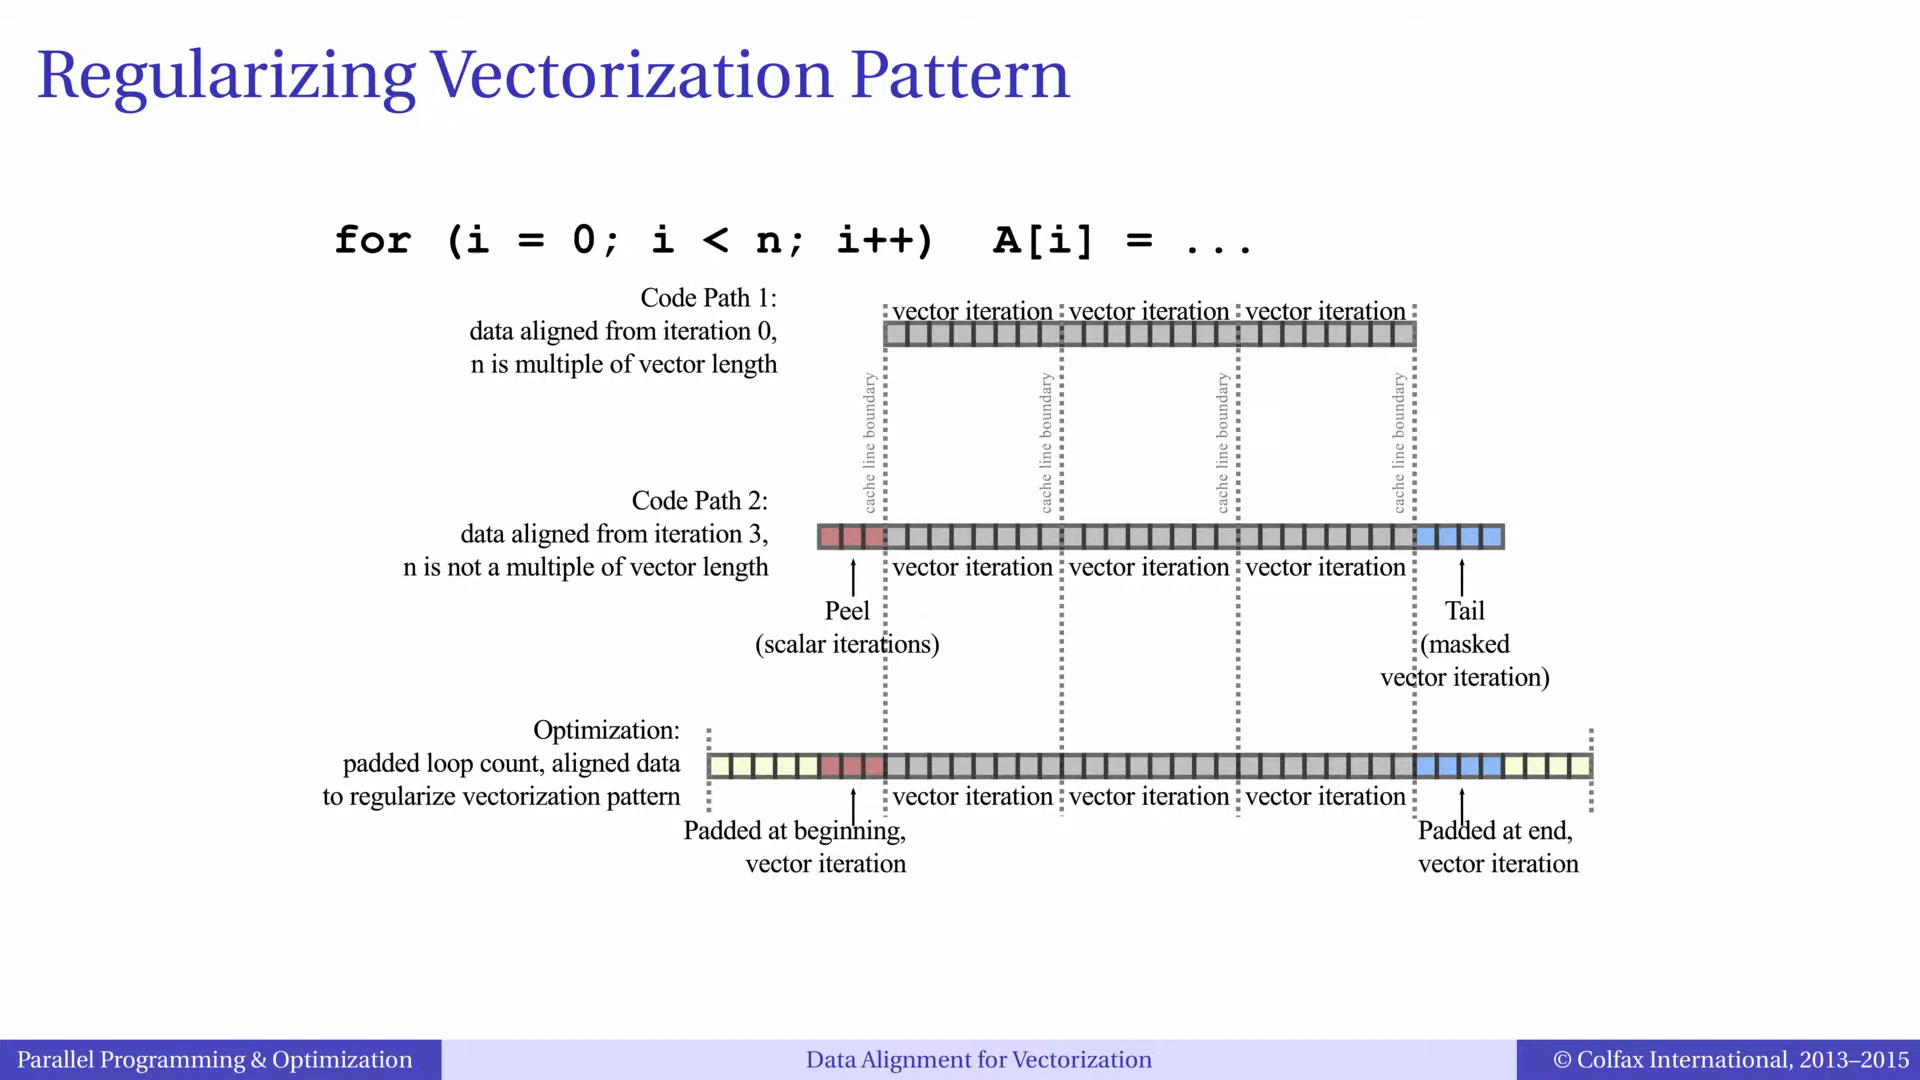 Regularizing Vectorization Pattern
for (i = 0; i < n; i++)  A[i] = ...
Code Path 1:
data aligned from iteration 0,
n is multiple of vector length
vector iteration vector iteration vector iteration
cache line boundary
cache line boundary
cache line boundary
cache line boundary
Code Path 2:
data aligned from iteration 3,
n is not a multiple of vector length
vector iteration vector iteration vector iteration
Peel
(scalar iterations)
Tail
(masked
vector iteration)
Optimization:
padded loop count, aligned data
to regularize vectorization pattern
vector iteration vector iteration vector iteration
Padded at beginning,
vector iteration
Padded at end,
vector iteration
Parallel Programming & Optimization
Data Alignment for Vectorization
© Colfax International, 2013–2015